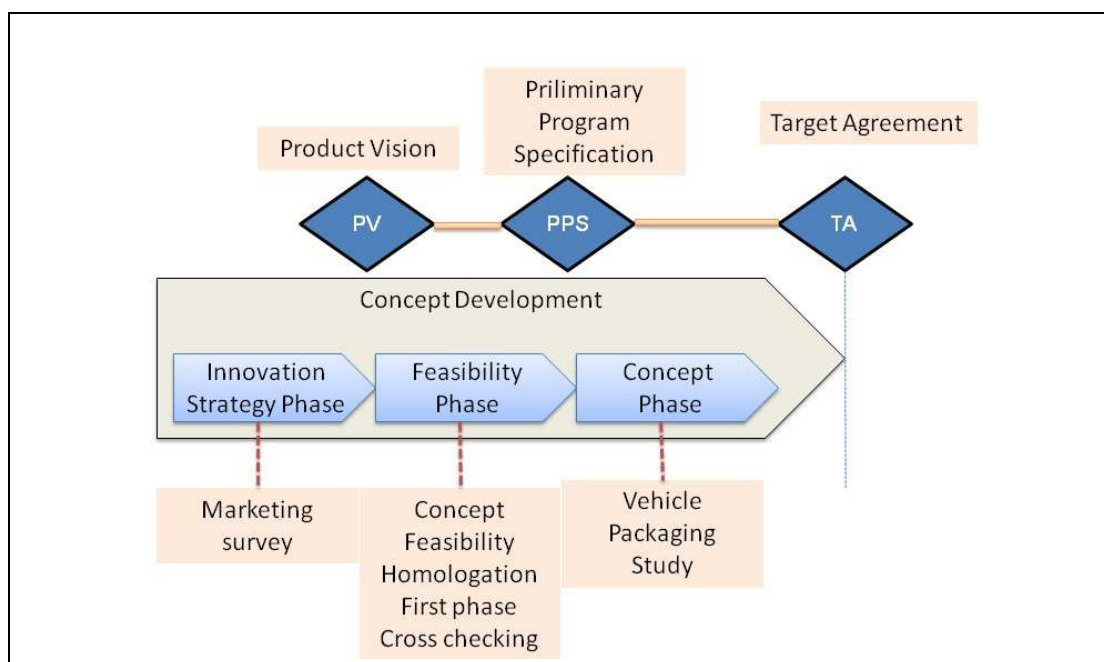 Priliminary
Program
Specification
Product Vision
Target Agreement
PV
PPS
TA
Concept Development
Innovation
Strategy Phase
Feasibility
Phase
Concept
Phase
Marketing
survey
Concept
Feasibility
Homologation
First phase
Cross checking
Vehicle
Packaging
Study